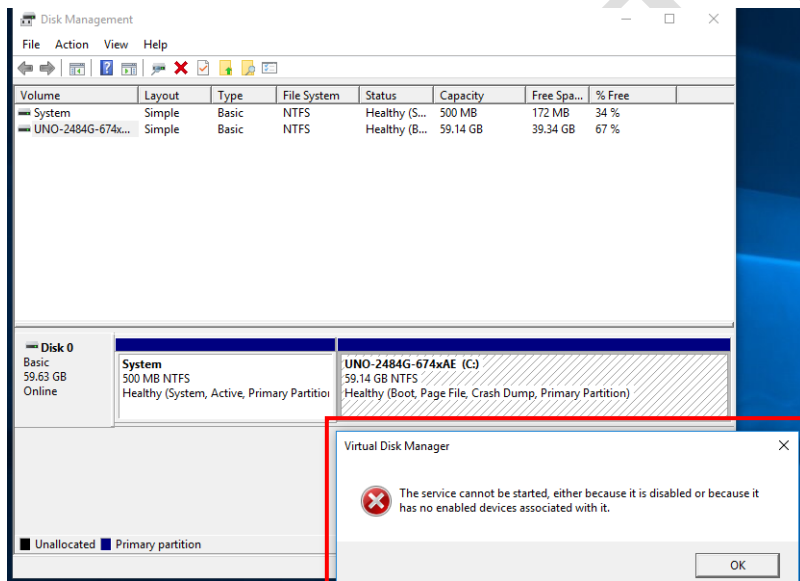 Disk Management
File Action View Help
Volume Layout Type File System Status Capacity Free Spa... % Free
System Simple Basic NTFS Healthy (S... 500 MB 172 MB 34 %
UNO-2484G-674x... Simple Basic NTFS Healthy (B... 59.14 GB 39.34 GB 67 %
Disk 0
Basic
59.63 GB
Online
System
500 MB NTFS
Healthy (System, Active, Primary Partition
UNO-2484G-674xAE (C:)
59.14 GB NTFS
Healthy (Boot, Page File, Crash Dump, Primary Partition)
Virtual Disk Manager
The service cannot be started, either because it is disabled or because it
has no enabled devices associated with it.
OK
Unallocated Primary partition